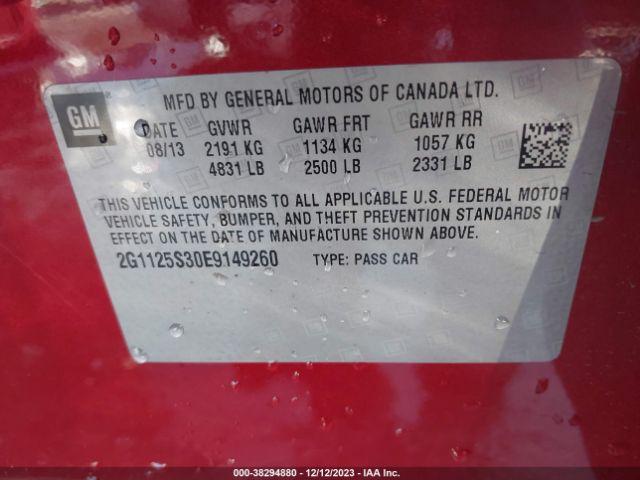 GM
MFD BY GENERAL MOTORS OF CANADA LTD.
DATE GVWR GAWR FRT GAWR RR
08/13 2191 KG 1134 KG 1057 KG
4831 LB 2500 LB 2331 LB
THIS VEHICLE CONFORMS TO ALL APPLICABLE U.S. FEDERAL MOTOR
VEHICLE SAFETY, BUMPER, AND THEFT PREVENTION STANDARDS IN
EFFECT ON THE DATE OF MANUFACTURE SHOWN ABOVE.
2G1125S30E9149260 TYPE: PASS CAR
000-38294880 - 12/12/2023 - IAA Inc.